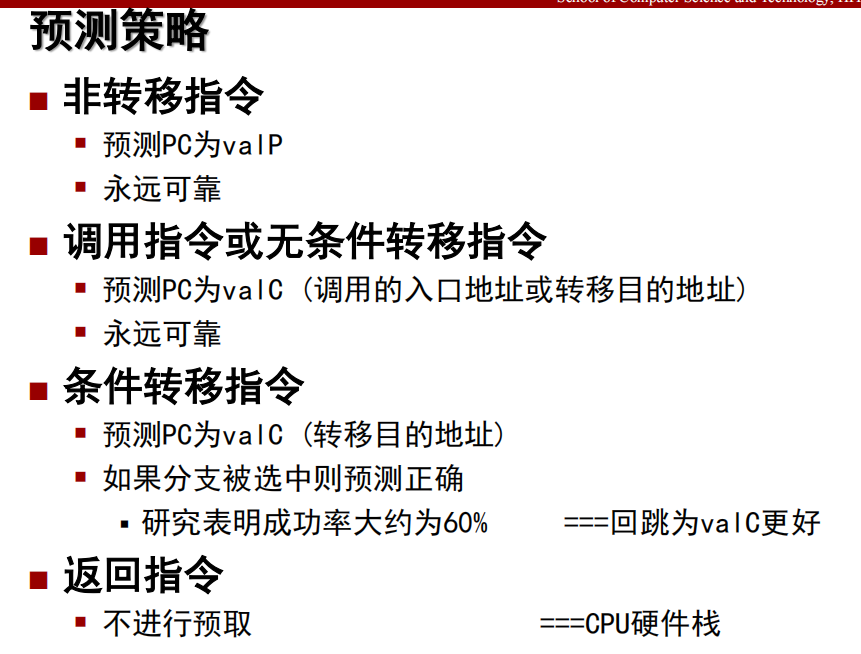 School of Computer Science and Technology, HIT
预测策略
非转移指令
预测PC为valP
永远可靠
调用指令或无条件转移指令
预测PC为valC (调用的入口地址或转移目的地址)
永远可靠
条件转移指令
预测PC为valC (转移目的地址)
如果分支被选中则预测正确
研究表明成功率大约为60% ===回跳为valC更好
返回指令
不进行预取 ===CPU硬件栈